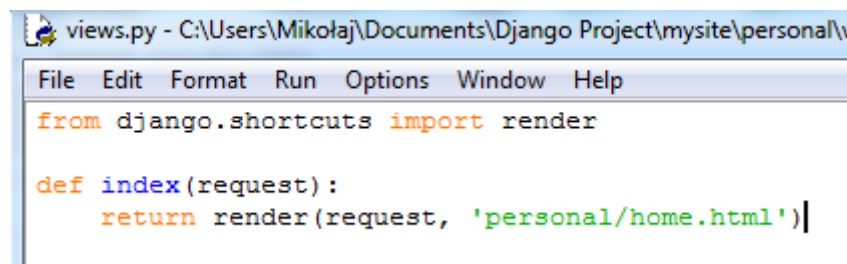 views.py - C:\Users\Mikołaj\Documents\Django Project\mysite\personal\
File Edit Format Run Options Window Help
from django.shortcuts import render
def index(request):
    return render(request, 'personal/home.html')